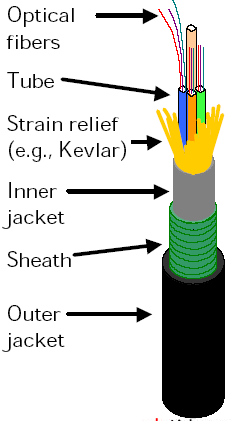 Optical
fibers
Tube
Strain relief
(e.g., Kevlar)
Inner
jacket
Sheath
Outer
jacket